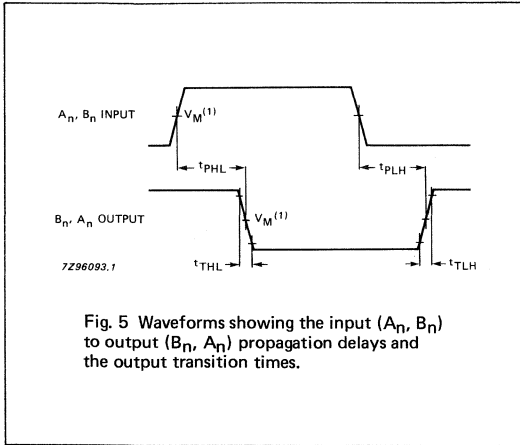 An, Bn INPUT
VM(1)
tPHL
tPLH
Bn, An OUTPUT
VM(1)
7Z96093.1
tTHL
tTLH
Fig. 5 Waveforms showing the input (An, Bn)
to output (Bn, An) propagation delays and
the output transition times.